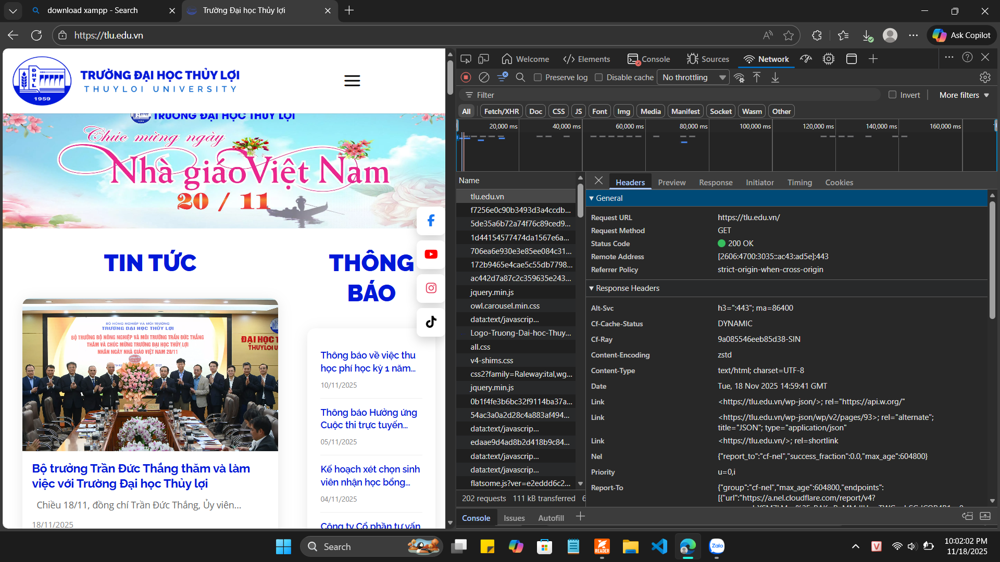 download xampp - Search
Trường Đại học Thủy lợi
https://tlu.edu.vn
Ask Copilot
ĐHTL
1959
TRƯỜNG ĐẠI HỌC THỦY LỢI
THUYLOI UNIVERSITY
TRƯỜNG ĐẠI HỌC THỦY LỢI
Chúc mừng ngày
Nhà giáo Việt Nam
20 / 11
TIN TỨC
BỘ NÔNG NGHIỆP VÀ MÔI TRƯỜNG
TRƯỜNG ĐẠI HỌC THỦY LỢI
BỘ TRƯỞNG BỘ NÔNG NGHIỆP VÀ MÔI TRƯỜNG TRẦN ĐỨC THẮNG
THĂM VÀ CHÚC MỪNG TRƯỜNG ĐẠI HỌC THỦY LỢI
NHÂN NGÀY NHÀ GIÁO VIỆT NAM 20/11
ĐẠI HỌC T
THUYLOI U
Bộ trưởng Trần Đức Thắng thăm và làm
việc với Trường Đại học Thủy lợi
Chiều 18/11, đồng chí Trần Đức Thắng, Ủy viên...
18/11/2025
THÔNG
BÁO
Thông báo về việc thu
học phí học kỳ 1 năm...
10/11/2025
Thông báo Hưởng ứng
Cuộc thi trực tuyến...
05/11/2025
Kế hoạch xét chọn sinh
viên nhận học bổng...
04/11/2025
Công ty Cổ phần tư vấn
Welcome
Elements
Console
Sources
Network
Preserve log
Disable cache
No throttling
Filter
Invert
More filters
All
Fetch/XHR
Doc
CSS
JS
Font
Img
Media
Manifest
Socket
Wasm
Other
20,000 ms
40,000 ms
60,000 ms
80,000 ms
100,000 ms
120,000 ms
140,000 ms
160,000 ms
Name
tlu.edu.vn
f7256e0c90b3493d3a4ccdb...
5de35a6b72a74f76c89ced9...
1d44154577474da1567e6a...
706ea6e930e3e85ee084c31...
172b9465e4cae5c55db7798...
ac442d7a87c2c359635e243...
jquery.min.js
owl.carousel.min.css
data:text/javascrip...
Logo-Truong-Dai-hoc-Thuy...
all.css
v4-shims.css
css2?family=Raleway:ital,wg...
jquery.min.js
0b1f4fe3b6bc32f9114ba37a...
54ac3a0a2d28c4a883af494...
data:text/javascrip...
edaae9d4ad8b2d418b9c84...
data:text/javascrip...
data:text/javascrip...
flatsome.js?ver=e2eddd6c2...
202 requests
111 kB transferred
Headers
Preview
Response
Initiator
Timing
Cookies
General
Request URL https://tlu.edu.vn/
Request Method GET
Status Code 200 OK
Remote Address [2606:4700:3035::ac43:ad5e]:443
Referrer Policy strict-origin-when-cross-origin
Response Headers
Alt-Svc h3=":443"; ma=86400
Cf-Cache-Status DYNAMIC
Cf-Ray 9a085546eeb85d38-SIN
Content-Encoding zstd
Content-Type text/html; charset=UTF-8
Date Tue, 18 Nov 2025 14:59:41 GMT
Link <https://tlu.edu.vn/wp-json/>; rel="https://api.w.org/"
Link <https://tlu.edu.vn/wp-json/wp/v2/pages/93>; rel="alternate";
title="JSON"; type="application/json"
Link <https://tlu.edu.vn/>; rel=shortlink
Nel {"report_to":"cf-nel","success_fraction":0.0,"max_age":604800}
Priority u=0,i
Report-To {"group":"cf-nel","max_age":604800,"endpoints":
[{"url":"https://a.nel.cloudflare.com/report/v4?
Console
Issues
Autofill
Search
READER
Zalo
V
10:02:02 PM
11/18/2025